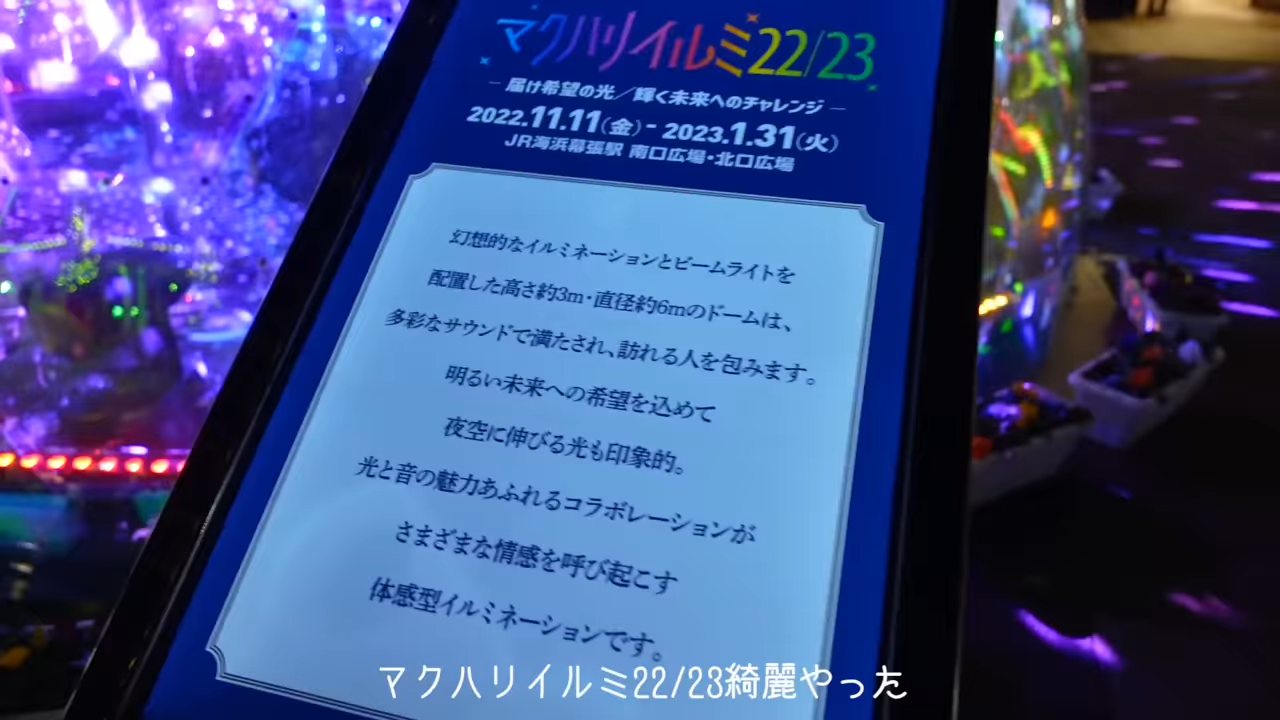 マクハリイルミ22/23
― 届け希望の光／輝く未来へのチャレンジ ―
2022.11.11(金)- 2023.1.31(火)
JR海浜幕張駅 南口広場・北口広場
幻想的なイルミネーションとビームライトを
配置した高さ約3m・直径約6mのドームは、
多彩なサウンドで満たされ、訪れる人を包みます。
明るい未来への希望を込めて
夜空に伸びる光も印象的。
光と音の魅力あふれるコラボレーションが
さまざまな情感を呼び起こす
体感型イルミネーションです。
マクハリイルミ22/23綺麗やった